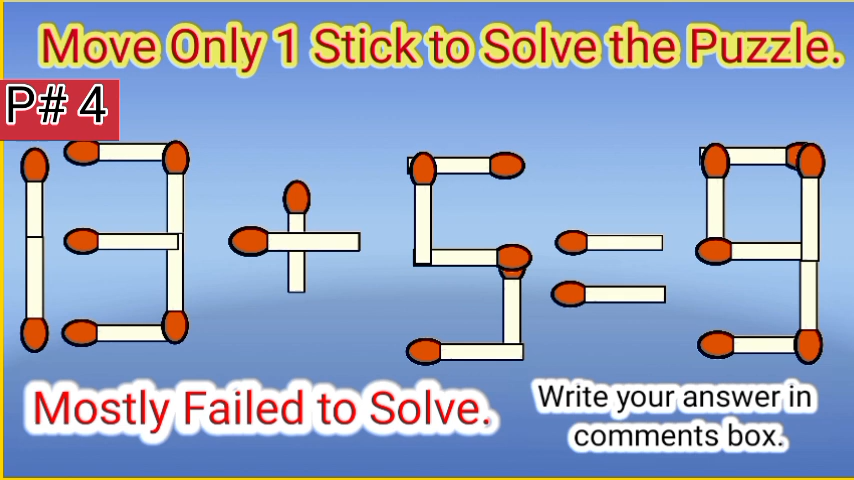 Move Only 1 Stick to Solve the Puzzle.
P# 4
13 + 5 = 9
Mostly Failed to Solve.
Write your answer in
comments box.